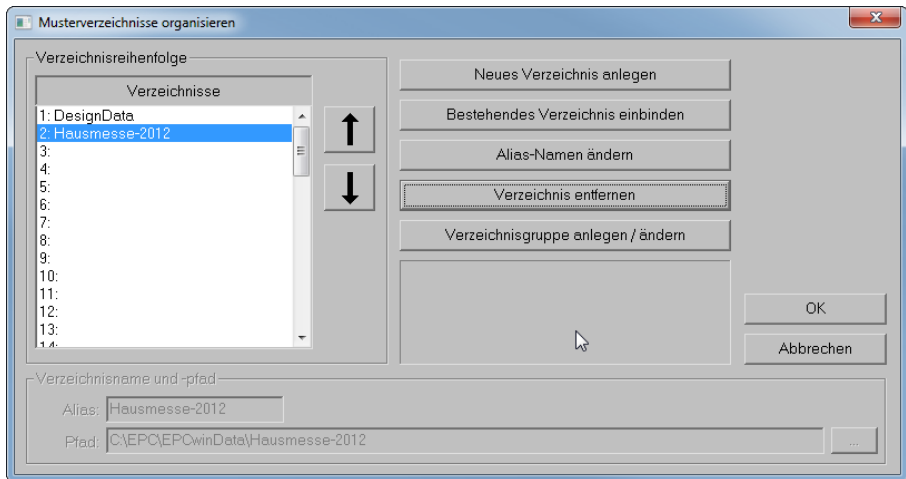 Musterverzeichnisse organisieren
Verzeichnisreihenfolge
Verzeichnisse
1: DesignData
2: Hausmesse-2012
3:
4:
5:
6:
7:
8:
9:
10:
11:
12:
13:
14:
Neues Verzeichnis anlegen
Bestehendes Verzeichnis einbinden
Alias-Namen ändern
Verzeichnis entfernen
Verzeichnisgruppe anlegen / ändern
OK
Abbrechen
Verzeichnisname und -pfad
Alias: Hausmesse-2012
Pfad: C:\EPC\EPCwinData\Hausmesse-2012
...